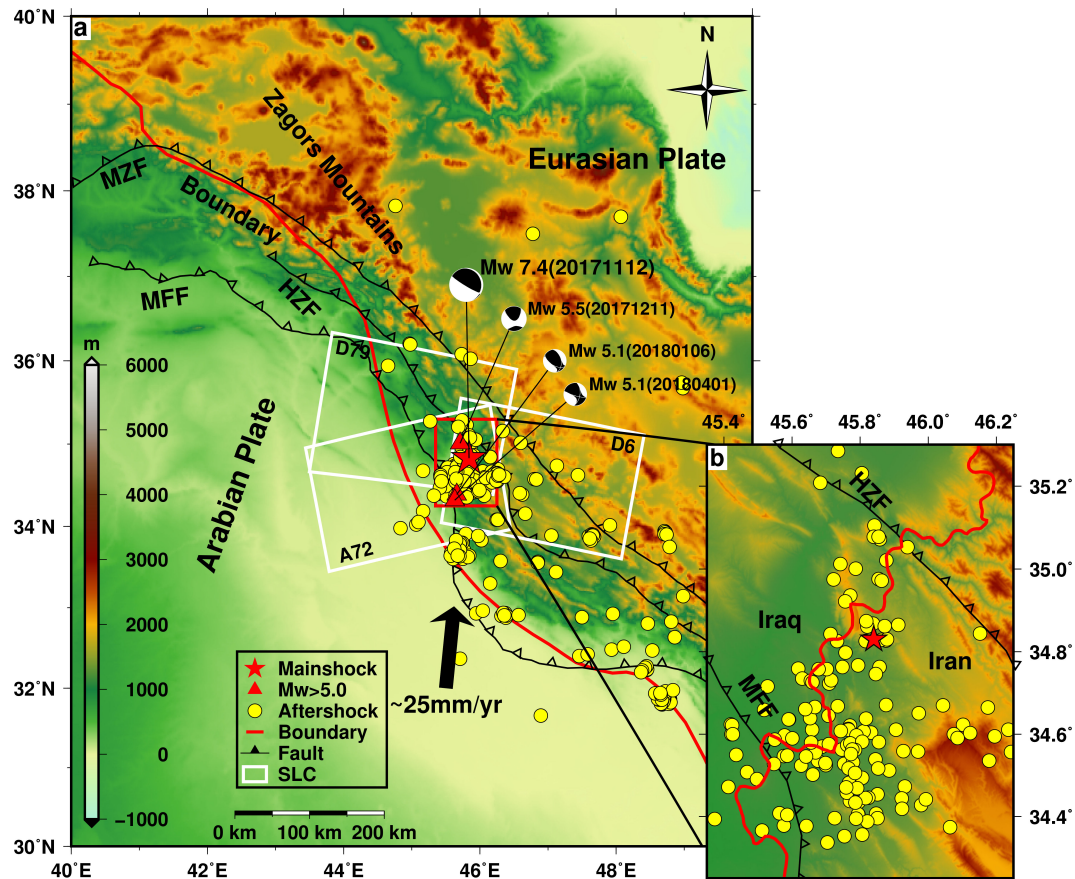 40°N
38°N
36°N
34°N
32°N
30°N
40°E
42°E
44°E
46°E
48°E
a
N
Zagors Mountains
Eurasian Plate
MZF
Boundary
HZF
MFF
Mw 7.4(20171112)
Mw 5.5(20171211)
Mw 5.1(20180106)
Mw 5.1(20180401)
D79
D6
A72
Arabian Plate
~25mm/yr
m
6000
5000
4000
3000
2000
1000
0
−1000
Mainshock
Mw>5.0
Aftershock
Boundary
Fault
SLC
0 km
100 km
200 km
b
45.4°
45.6°
45.8°
46.0°
46.2°
35.2°
35.0°
34.8°
34.6°
34.4°
HZF
Iraq
Iran
MFF